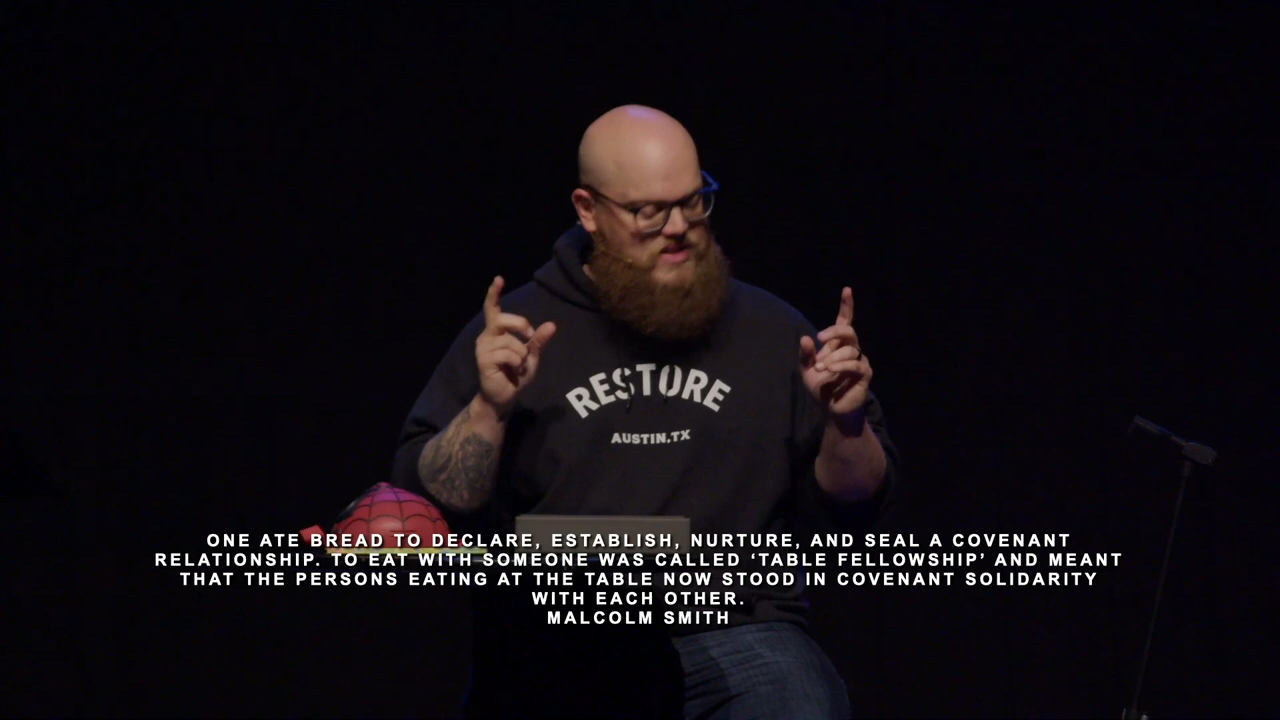 RESTORE
AUSTIN,TX
ONE ATE BREAD TO DECLARE, ESTABLISH, NURTURE, AND SEAL A COVENANT
RELATIONSHIP. TO EAT WITH SOMEONE WAS CALLED ‘TABLE FELLOWSHIP’ AND MEANT
THAT THE PERSONS EATING AT THE TABLE NOW STOOD IN COVENANT SOLIDARITY
WITH EACH OTHER.
MALCOLM SMITH